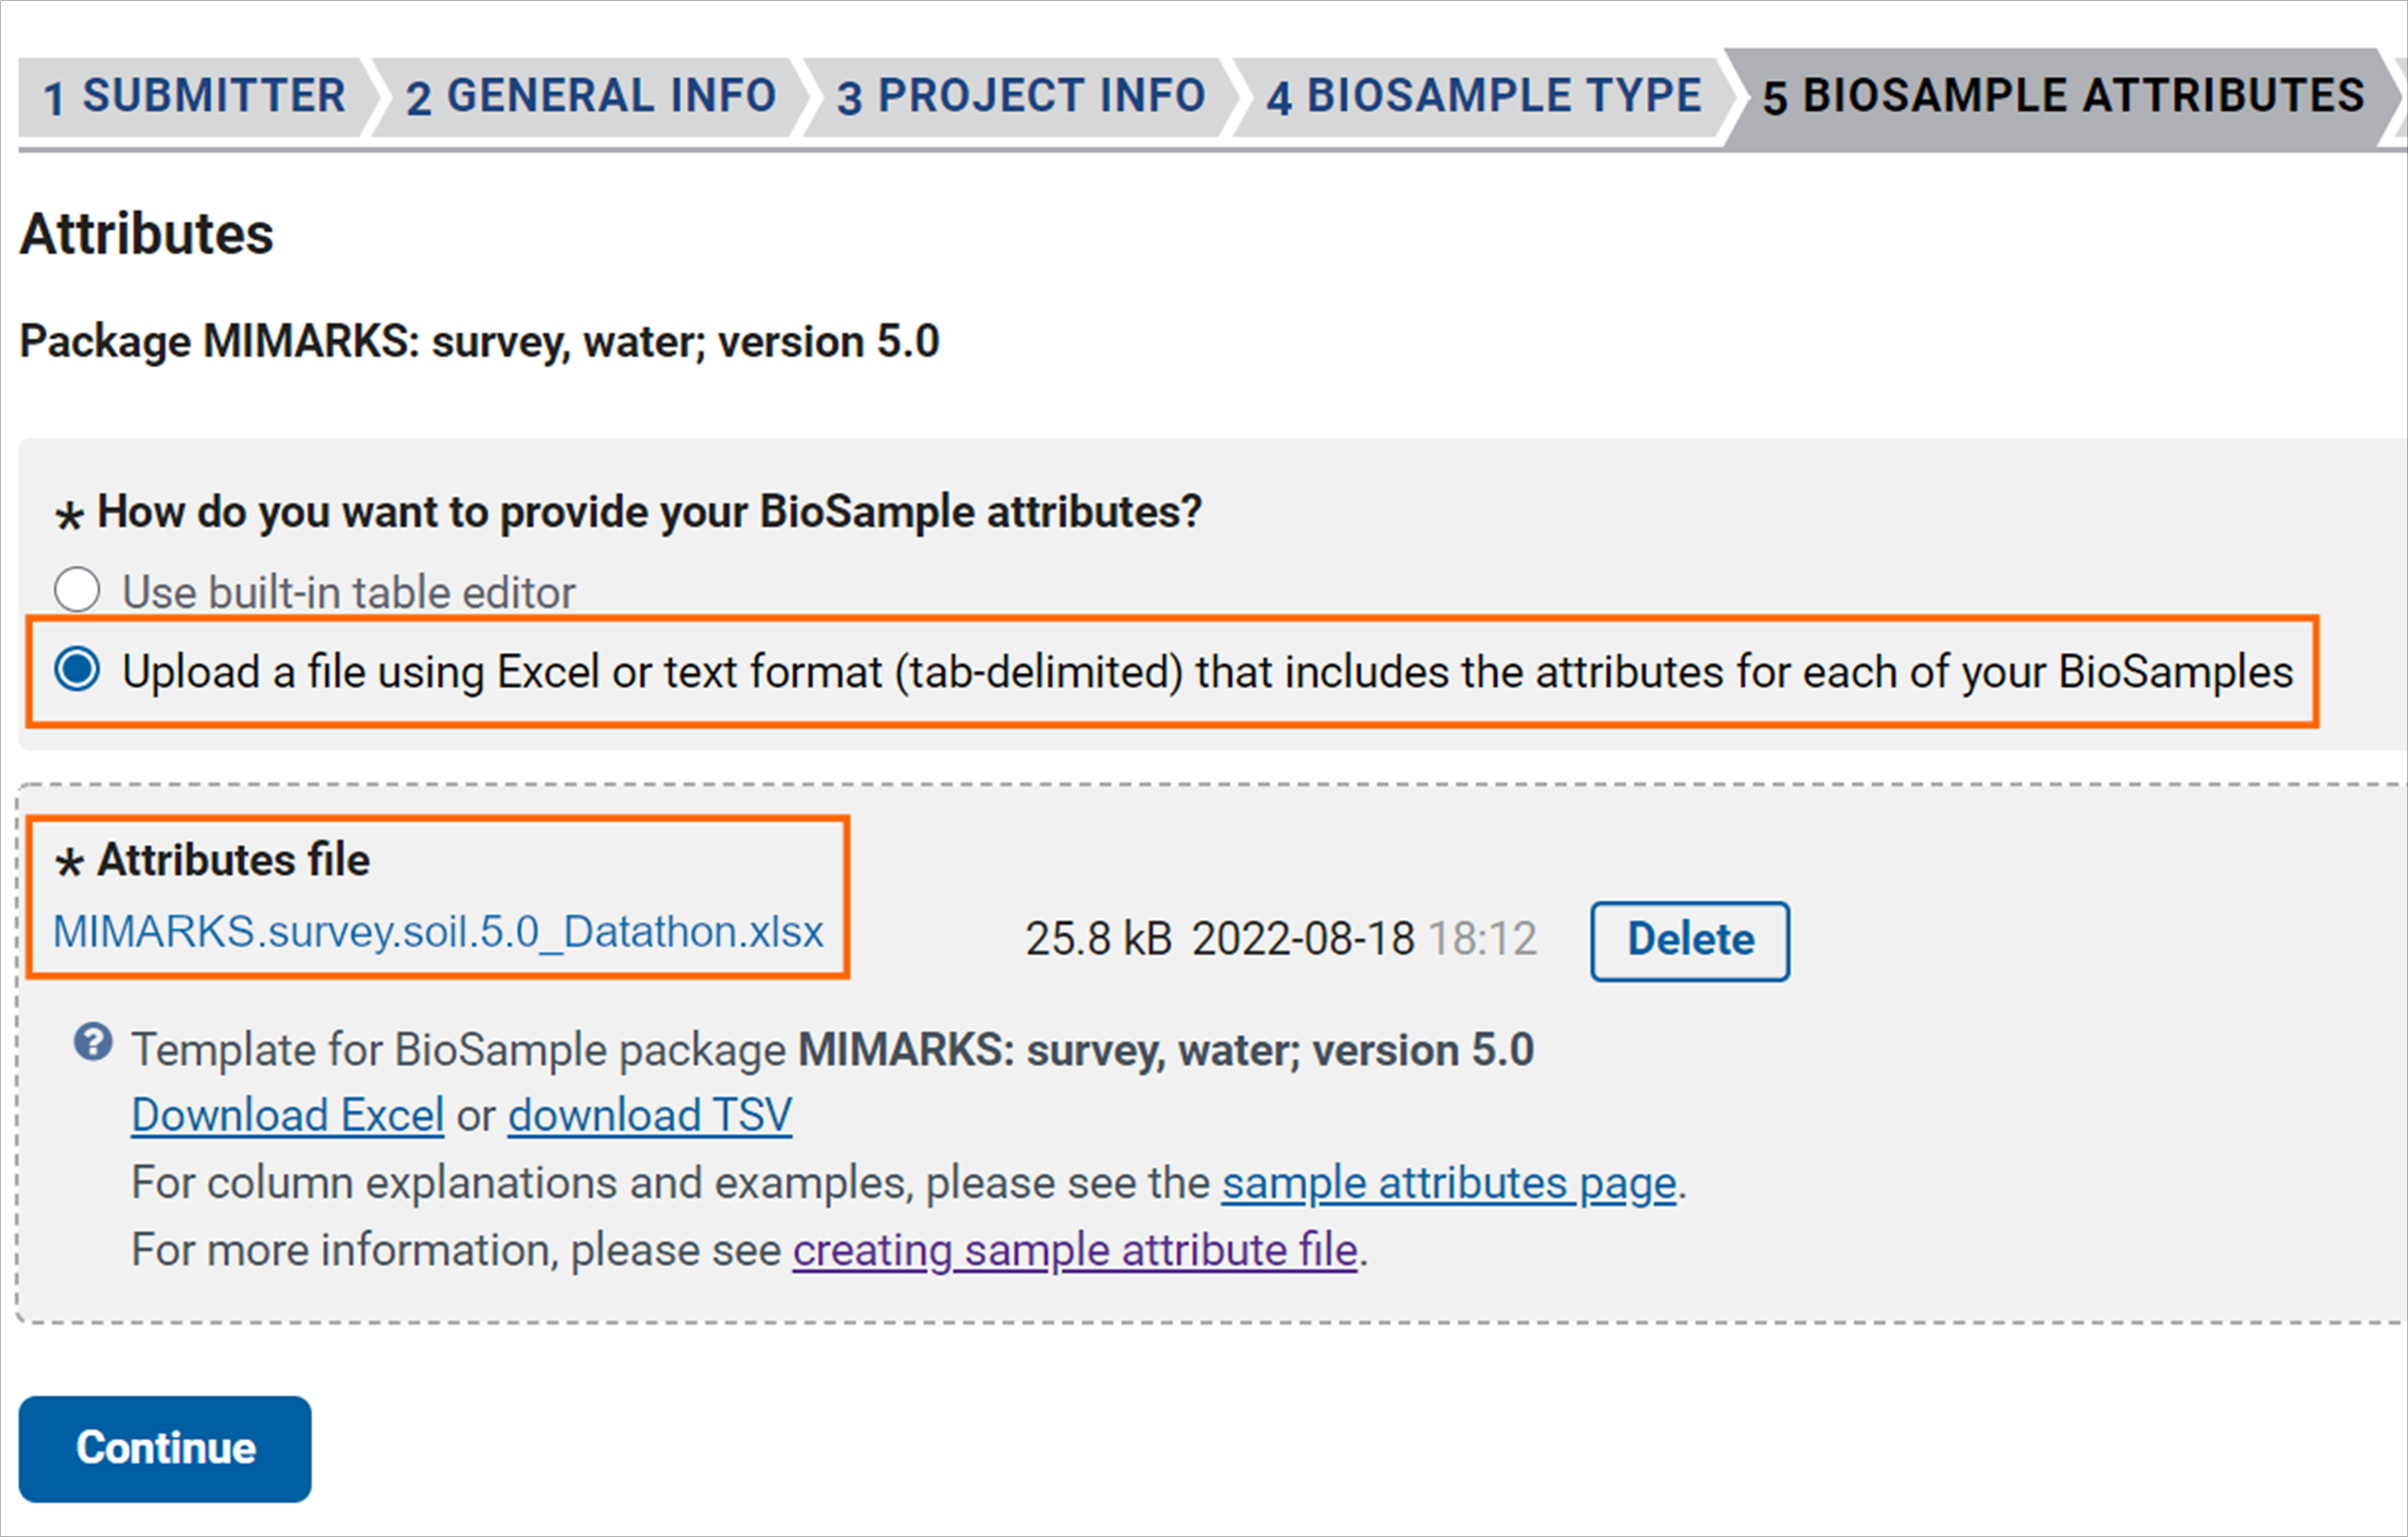 1 SUBMITTER 2 GENERAL INFO 3 PROJECT INFO 4 BIOSAMPLE TYPE 5 BIOSAMPLE ATTRIBUTES
Attributes
Package MIMARKS: survey, water; version 5.0
* How do you want to provide your BioSample attributes?
Use built-in table editor
Upload a file using Excel or text format (tab-delimited) that includes the attributes for each of your BioSamples
* Attributes file
MIMARKS.survey.soil.5.0_Datathon.xlsx 25.8 kB 2022-08-18 18:12 Delete
? Template for BioSample package MIMARKS: survey, water; version 5.0
Download Excel or download TSV
For column explanations and examples, please see the sample attributes page.
For more information, please see creating sample attribute file.
Continue